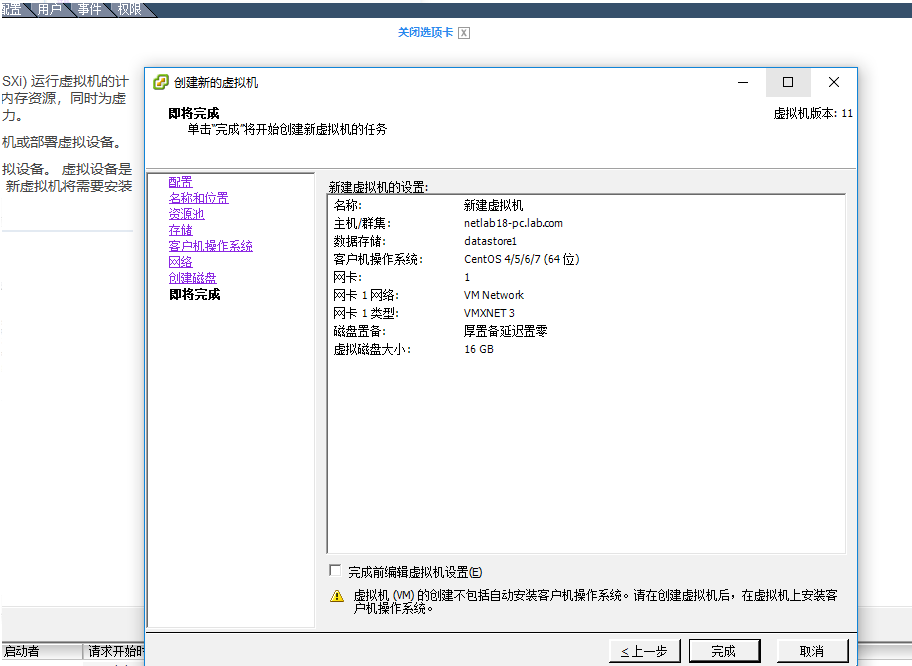 配置 用户 事件 权限
关闭选项卡 X
SXi) 运行虚拟机的计
内存资源，同时为虚
力。
机或部署虚拟设备。
拟设备。 虚拟设备是
新虚拟机将需要安装
创建新的虚拟机
即将完成
单击"完成"将开始创建新虚拟机的任务
虚拟机版本: 11
配置
名称和位置
资源池
存储
客户机操作系统
网络
创建磁盘
即将完成
新建虚拟机的设置:
名称: 新建虚拟机
主机/群集: netlab18-pc.lab.com
数据存储: datastore1
客户机操作系统: CentOS 4/5/6/7 (64 位)
网卡: 1
网卡 1 网络: VM Network
网卡 1 类型: VMXNET 3
磁盘置备: 厚置备延迟置零
虚拟磁盘大小: 16 GB
完成前编辑虚拟机设置(E)
虚拟机 (VM) 的创建不包括自动安装客户机操作系统。请在创建虚拟机后，在虚拟机上安装客
户机操作系统。
≤上一步 完成 取消
启动者 请求开始时